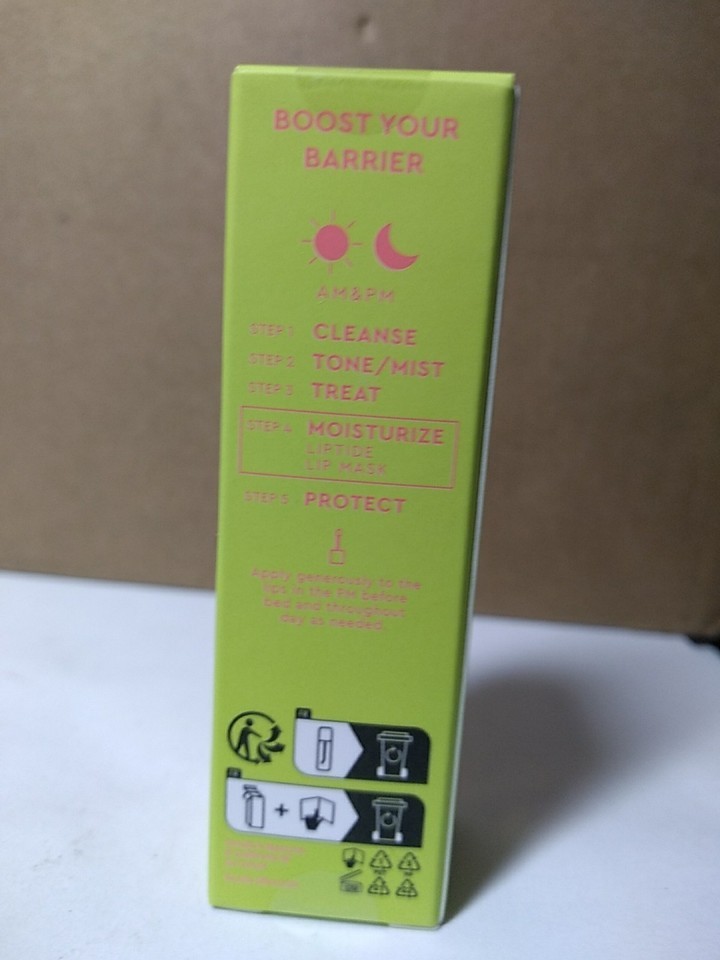 BOOST YOUR
BARRIER
AM&PM
STEP 1 CLEANSE
STEP 2 TONE/MIST
STEP 3 TREAT
STEP 4 MOISTURIZE
LIPTIDE
LIP MASK
STEP 5 PROTECT
Apply generously to the
lips in the PM before
bed and throughout
day as needed.
FR
FR